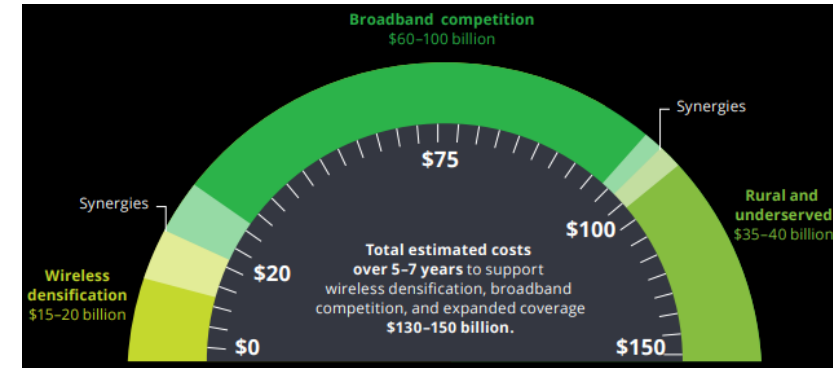 Broadband competition
$60–100 billion
Synergies
$75
Synergies
Rural and
underserved
$35–40 billion
$100
Total estimated costs
over 5–7 years to support
wireless densification, broadband
competition, and expanded coverage
$130–150 billion.
$20
Wireless
densification
$15–20 billion
$0
$150